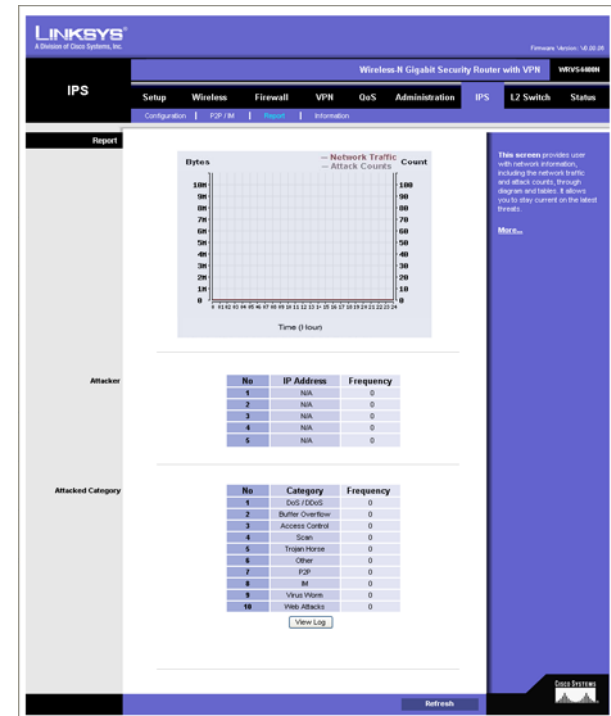 LINKSYS®
A Division of Cisco Systems, Inc.
Firmware Version: V0.00.08
Wireless-N Gigabit Security Router with VPN WRVS4400N
IPS
Setup Wireless Firewall VPN QoS Administration IPS L2 Switch Status
Configuration | P2P / IM | Report | Information
Report
Bytes
— Network Traffic
— Attack Counts
Count
10M 100
9M 90
8M 80
7M 70
6M 60
5M 50
4M 40
3M 30
2M 20
1M 10
0 0
Time (Hour)
This screen provides user
with network information,
including the network traffic
and attack counts, through
diagram and tables. It allows
you to stay current on the latest
threats.
More...
Attacker
No IP Address Frequency
1 N/A 0
2 N/A 0
3 N/A 0
4 N/A 0
5 N/A 0
Attacked Category
No Category Frequency
1 DoS / DDoS 0
2 Buffer Overflow 0
3 Access Control 0
4 Scan 0
5 Trojan Horse 0
6 Other 0
7 P2P 0
8 IM 0
9 Virus Worm 0
10 Web Attacks 0
View Log
Refresh
CISCO SYSTEMS